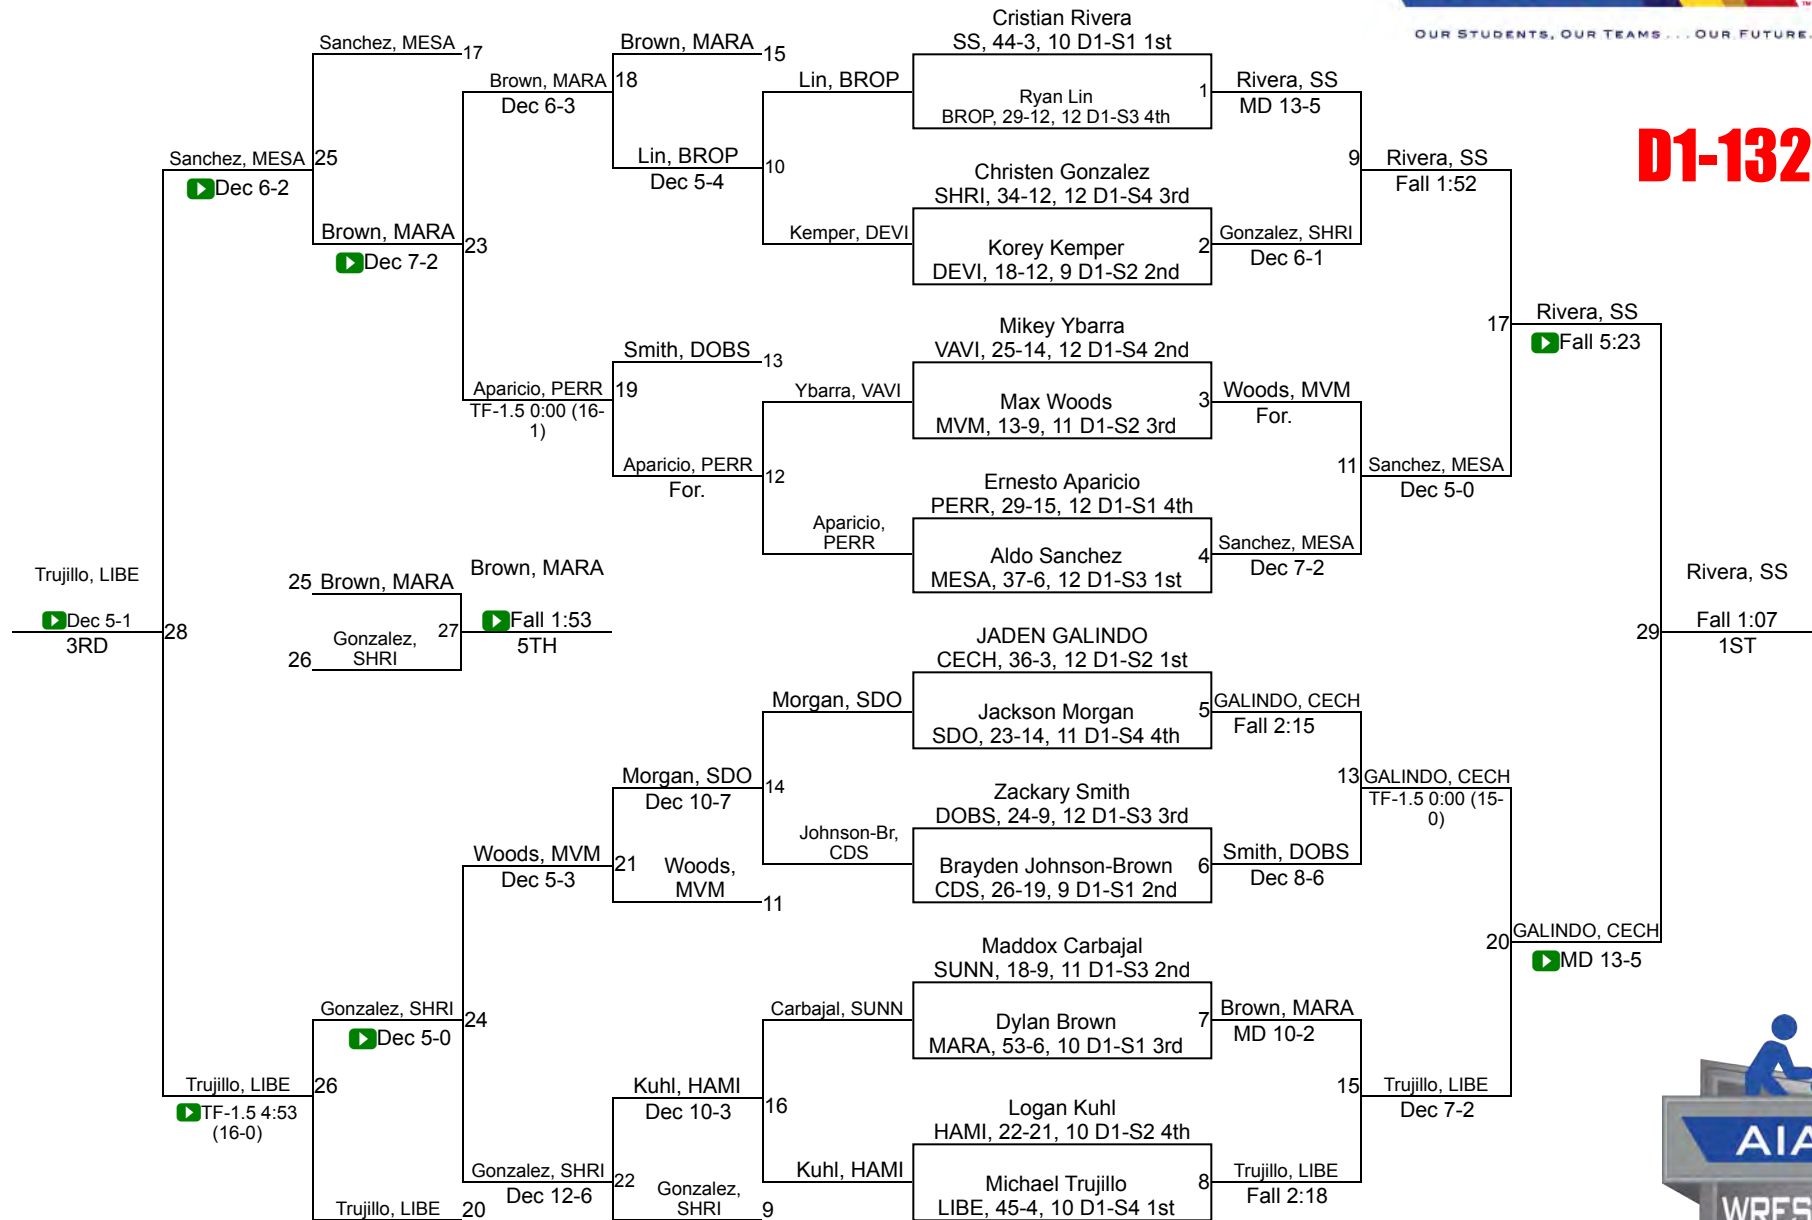 OUR STUDENTS, OUR TEAMS . . . OUR FUTURE.
TM
D1-132
Cristian Rivera
SS, 44-3, 10 D1-S1 1st
Ryan Lin
BROP, 29-12, 12 D1-S3 4th
1
Christen Gonzalez
SHRI, 34-12, 12 D1-S4 3rd
Korey Kemper
DEVI, 18-12, 9 D1-S2 2nd
2
Mikey Ybarra
VAVI, 25-14, 12 D1-S4 2nd
Max Woods
MVM, 13-9, 11 D1-S2 3rd
3
Ernesto Aparicio
PERR, 29-15, 12 D1-S1 4th
Aldo Sanchez
MESA, 37-6, 12 D1-S3 1st
4
JADEN GALINDO
CECH, 36-3, 12 D1-S2 1st
Jackson Morgan
SDO, 23-14, 11 D1-S4 4th
5
Zackary Smith
DOBS, 24-9, 12 D1-S3 3rd
Brayden Johnson-Brown
CDS, 26-19, 9 D1-S1 2nd
6
Maddox Carbajal
SUNN, 18-9, 11 D1-S3 2nd
Dylan Brown
MARA, 53-6, 10 D1-S1 3rd
7
Logan Kuhl
HAMI, 22-21, 10 D1-S2 4th
Michael Trujillo
LIBE, 45-4, 10 D1-S4 1st
8
Rivera, SS
MD 13-5
Gonzalez, SHRI
Dec 6-1
9
Woods, MVM
For.
Sanchez, MESA
Dec 7-2
11
GALINDO, CECH
Fall 2:15
Smith, DOBS
Dec 8-6
13
Brown, MARA
MD 10-2
Trujillo, LIBE
Fall 2:18
15
Rivera, SS
Fall 1:52
Sanchez, MESA
Dec 5-0
17
GALINDO, CECH
TF-1.5 0:00 (15-
0)
Trujillo, LIBE
Dec 7-2
20
Rivera, SS
Fall 5:23
GALINDO, CECH
MD 13-5
29
Rivera, SS
Fall 1:07
1ST
Lin, BROP
Kemper, DEVI
10
Ybarra, VAVI
Aparicio,
PERR
12
Morgan, SDO
Johnson-Br,
CDS
14
Carbajal, SUNN
Kuhl, HAMI
16
Brown, MARA
15
Lin, BROP
Dec 5-4
18
Smith, DOBS
13
Aparicio, PERR
For.
19
Morgan, SDO
Dec 10-7
Woods,
MVM
11
21
Kuhl, HAMI
Dec 10-3
Gonzalez,
SHRI
9
22
Brown, MARA
Dec 6-3
Aparicio, PERR
TF-1.5 0:00 (16-
1)
23
Woods, MVM
Dec 5-3
Gonzalez, SHRI
Dec 12-6
24
Sanchez, MESA
17
Brown, MARA
Dec 7-2
25
Gonzalez, SHRI
Dec 5-0
Trujillo, LIBE
20
26
Sanchez, MESA
Dec 6-2
Trujillo, LIBE
TF-1.5 4:53
(16-0)
28
Trujillo, LIBE
Dec 5-1
3RD
25
Brown, MARA
26
Gonzalez,
SHRI
27
Brown, MARA
Fall 1:53
5TH
AIA
WRES